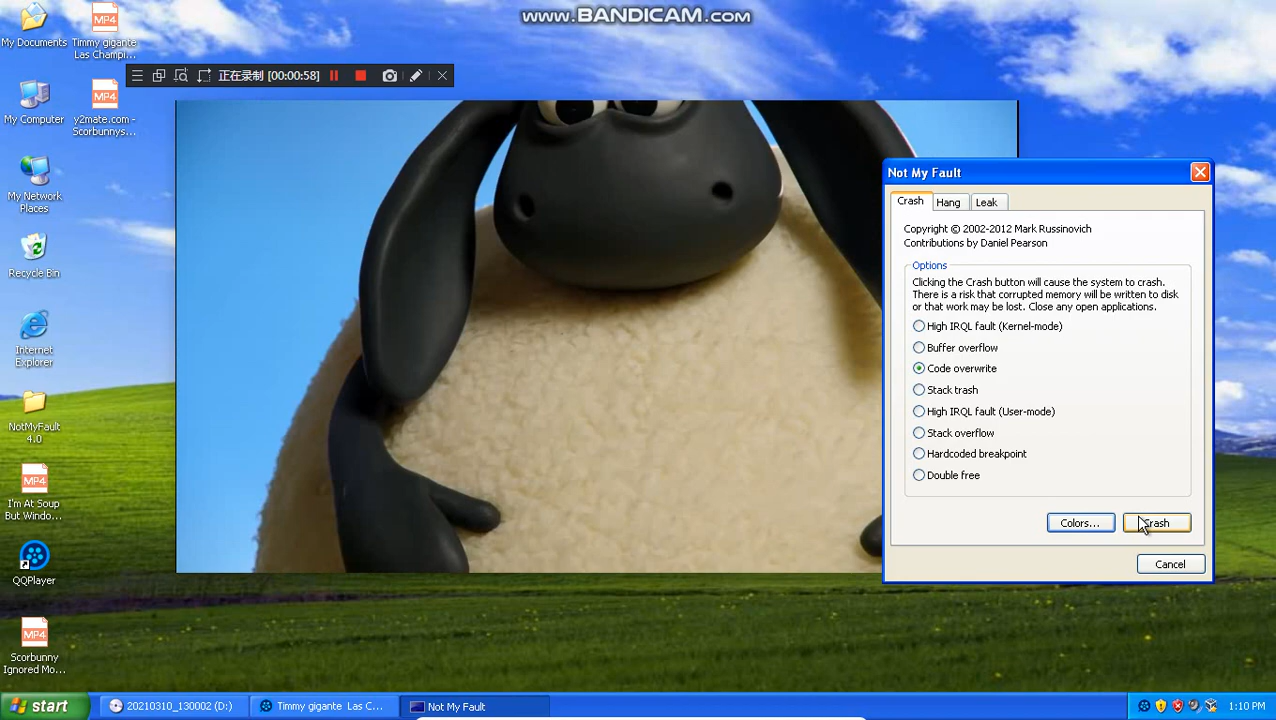 www.BANDICAM.com
My Documents
Timmy gigante
Las Champi...
正在录制 [00:00:58]
My Computer
y2mate.com -
Scorbunnys...
My Network
Places
Recycle Bin
Internet
Explorer
NotMyFault
4.0
I'm At Soup
But Windo...
QQPlayer
Scorbunny
Ignored Mo...
MP4
MP4
MP4
MP4
Not My Fault
Crash
Hang
Leak
Copyright © 2002-2012 Mark Russinovich
Contributions by Daniel Pearson
Options
Clicking the Crash button will cause the system to crash.
There is a risk that corrupted memory will be written to disk
or that work may be lost. Close any open applications.
High IRQL fault (Kernel-mode)
Buffer overflow
Code overwrite
Stack trash
High IRQL fault (User-mode)
Stack overflow
Hardcoded breakpoint
Double free
Colors...
Crash
Cancel
start
20210310_130002 (D:)
Timmy gigante Las C...
Not My Fault
1:10 PM